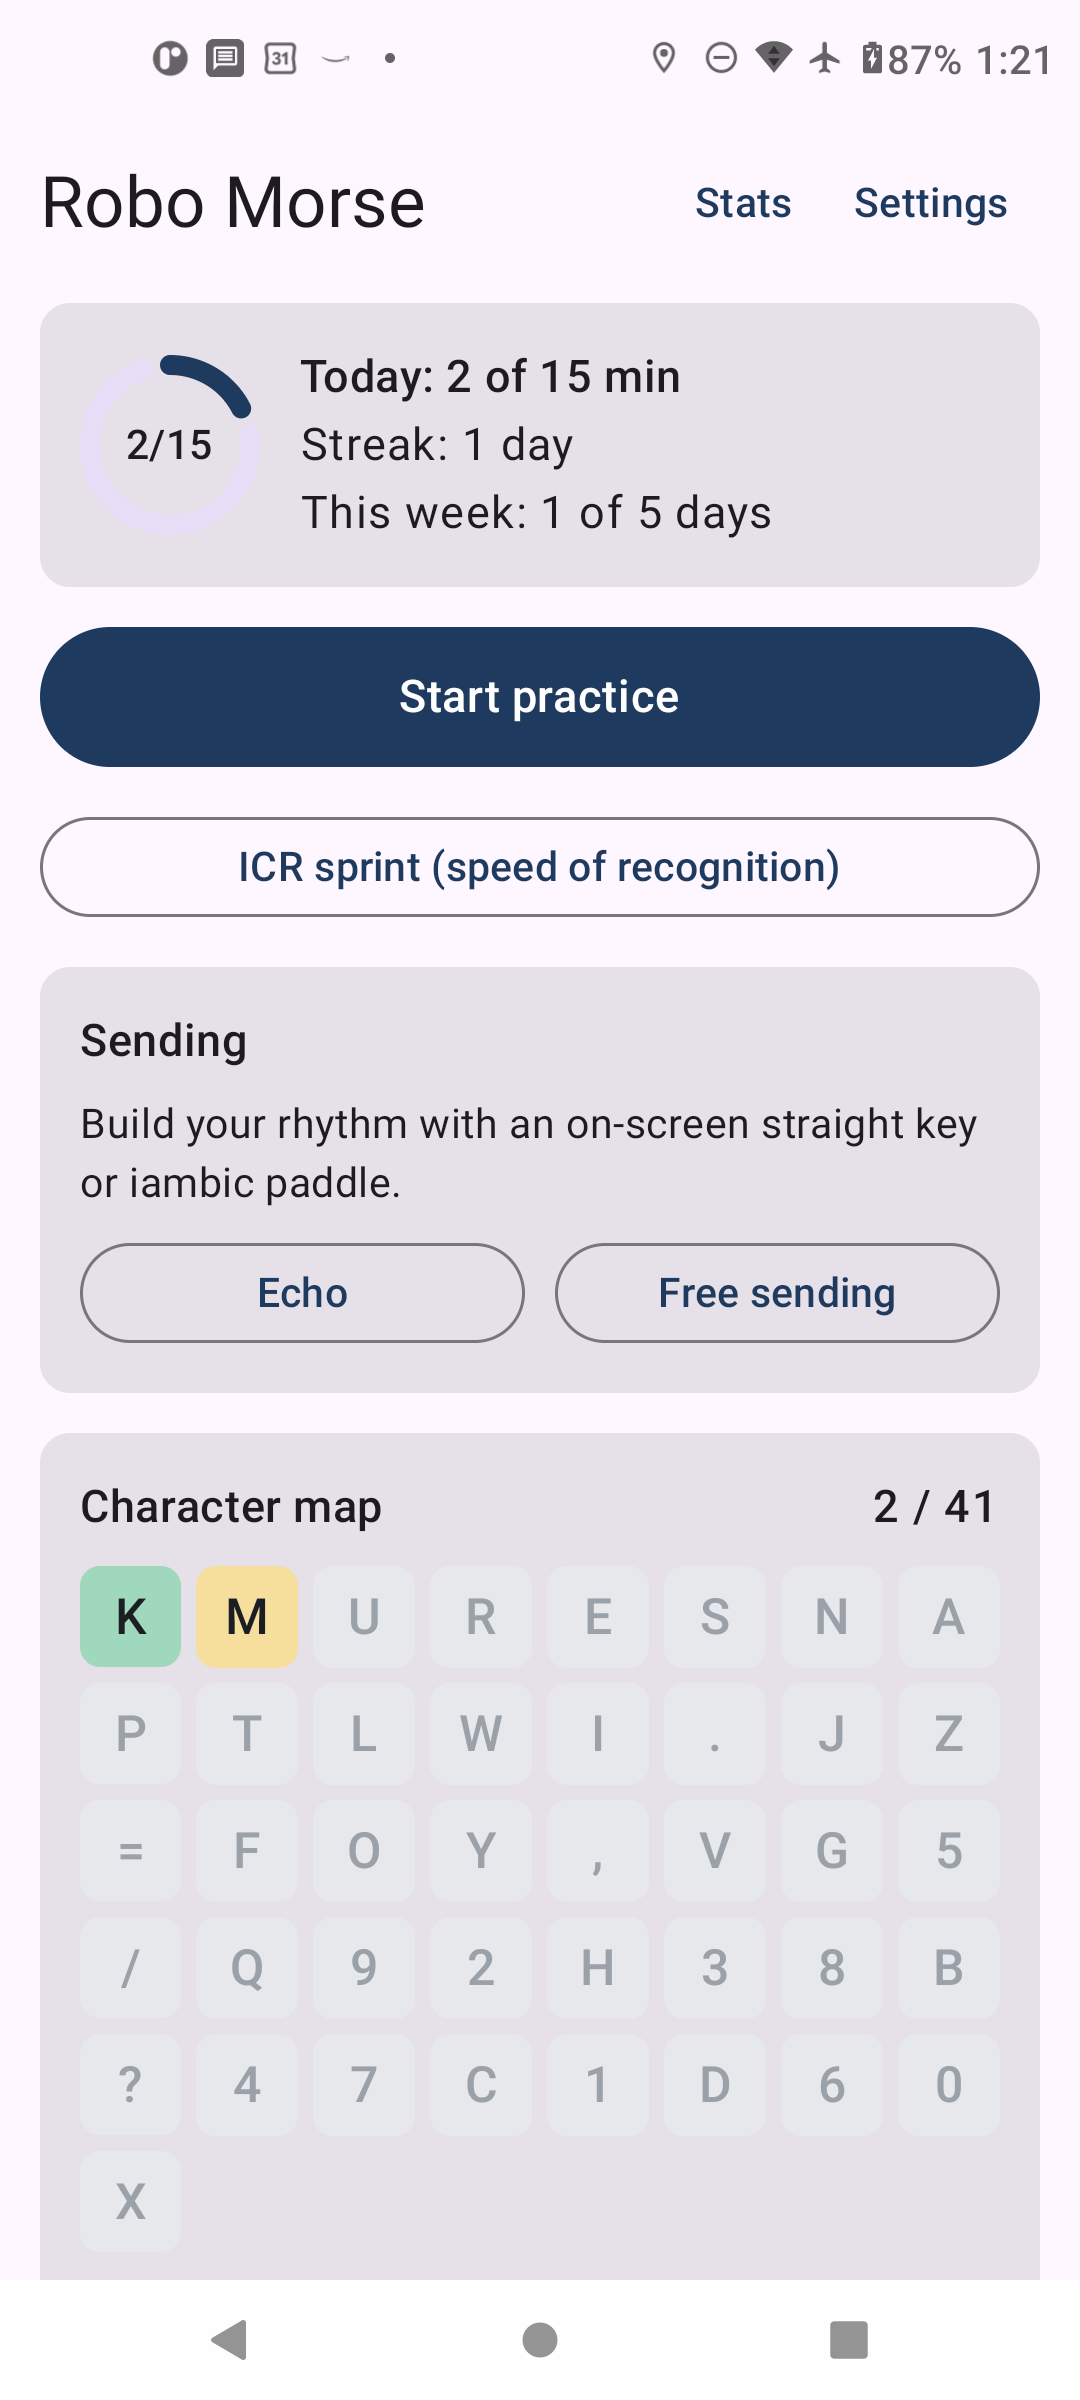 31 87% 1:21
Robo Morse Stats Settings
2/15
Today: 2 of 15 min
Streak: 1 day
This week: 1 of 5 days
Start practice
ICR sprint (speed of recognition)
Sending
Build your rhythm with an on-screen straight key
or iambic paddle.
Echo Free sending
Character map 2 / 41
K M U R E S N A
P T L W I . J Z
= F O Y , V G 5
/ Q 9 2 H 3 8 B
? 4 7 C 1 D 6 0
X